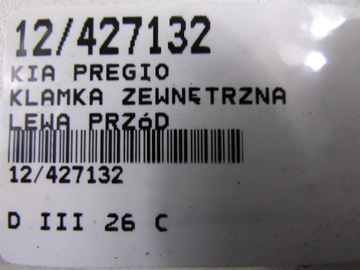 12/427132
KIA PREGIO
KLAMKA ZEWNĘTRZNA
LEWA PRZóD
12/427132
D III 26 C